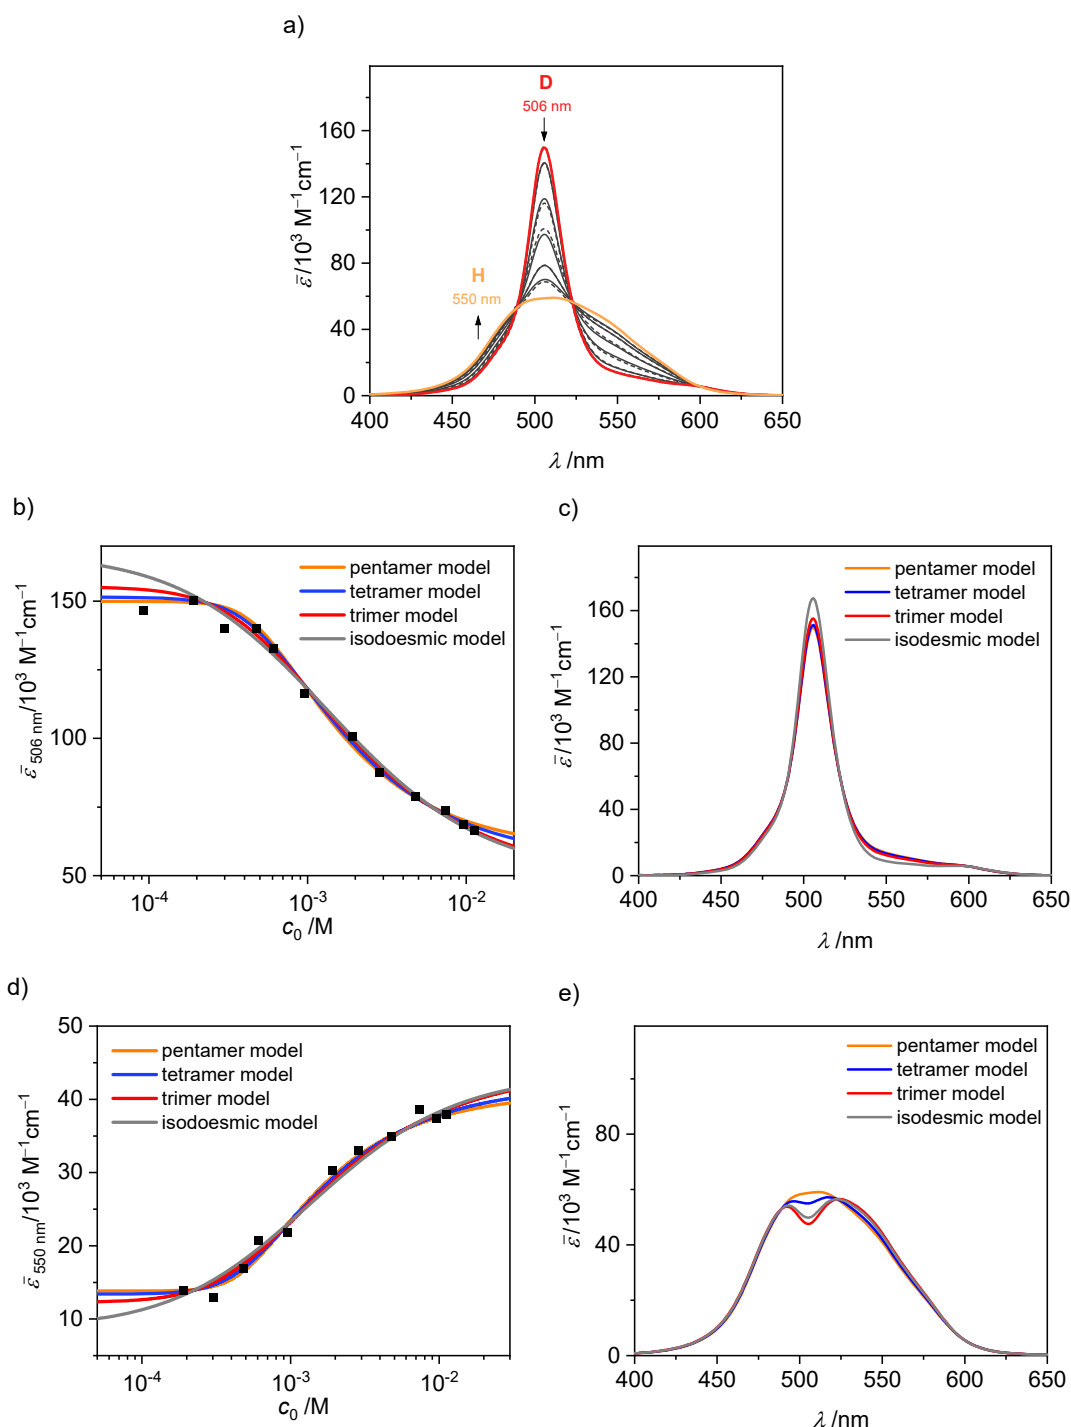 a)
D
506 nm
H
550 nm
ε̄/10³ M⁻¹cm⁻¹
160
120
80
40
0
400 450 500 550 600 650
λ /nm
b)
pentamer model
tetramer model
trimer model
isodoesmic model
ε̄ 506 nm/10³ M⁻¹cm⁻¹
150
100
50
10⁻⁴ 10⁻³ 10⁻²
c₀ /M
c)
pentamer model
tetramer model
trimer model
isodesmic model
ε̄/10³ M⁻¹cm⁻¹
160
120
80
40
0
400 450 500 550 600 650
λ /nm
d)
pentamer model
tetramer model
trimer model
isodoesmic model
ε̄ 550 nm/10³ M⁻¹cm⁻¹
50
40
30
20
10
10⁻⁴ 10⁻³ 10⁻²
c₀ /M
e)
pentamer model
tetramer model
trimer model
isodesmic model
ε̄/10³ M⁻¹cm⁻¹
80
40
0
400 450 500 550 600 650
λ /nm